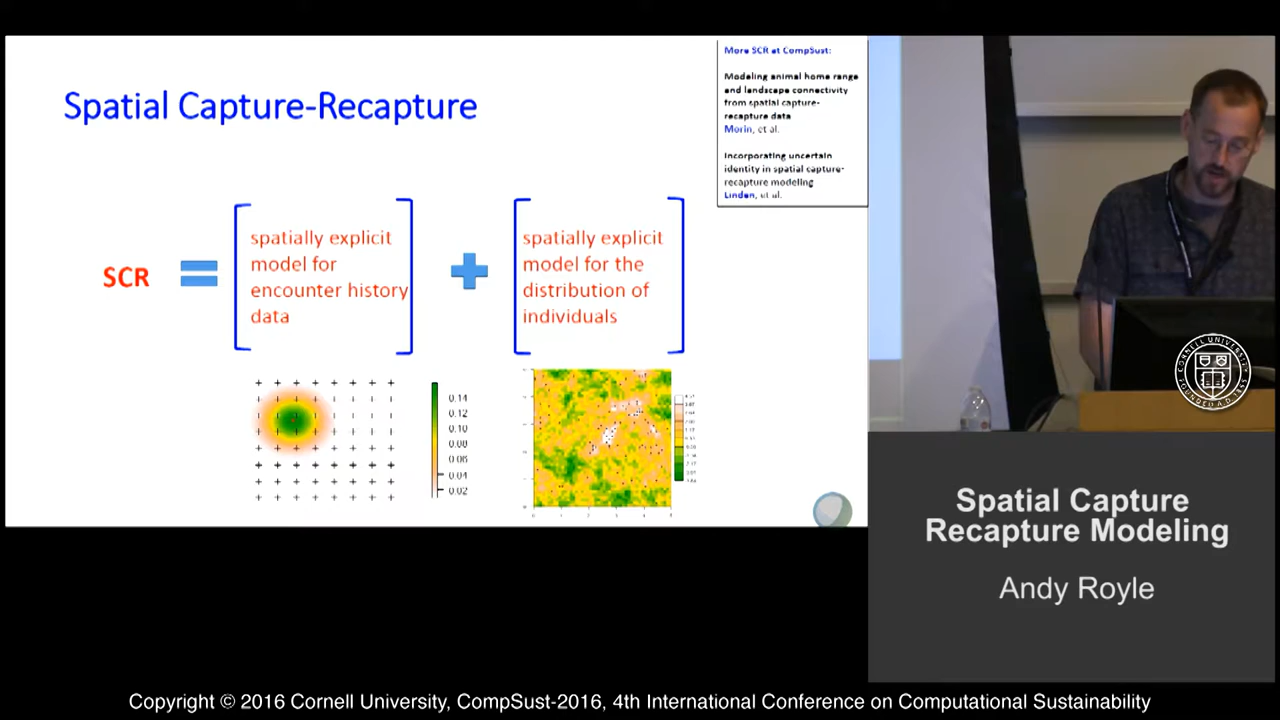 Spatial Capture-Recapture
More SCR at CompSust:
Modeling animal home range
and landscape connectivity
from spatial capture-
recapture data
Morin, et al.
Incorporating uncertain
identity in spatial capture-
recapture modeling
Linden, et al.
SCR
spatially explicit
model for
encounter history
data
spatially explicit
model for the
distribution of
individuals
0.14
0.12
0.10
0.08
0.06
0.04
0.02
CORNELL UNIVERSITY
FOUNDED A.D. 1865
Spatial Capture
Recapture Modeling
Andy Royle
Copyright © 2016 Cornell University, CompSust-2016, 4th International Conference on Computational Sustainability